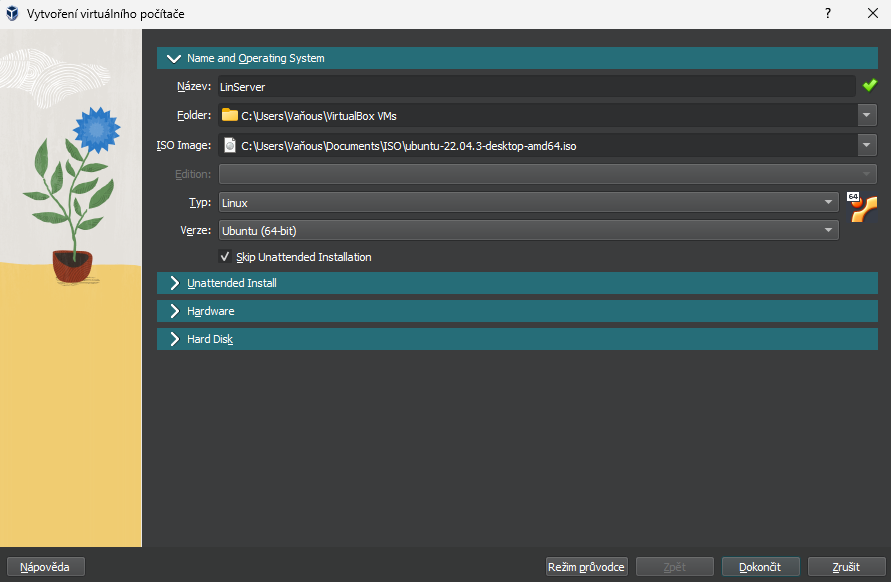 Vytvoření virtuálního počítače
Name and Operating System
Název: LinServer
Folder: C:\Users\Vaňous\VirtualBox VMs
ISO Image: C:\Users\Vaňous\Documents\ISO\ubuntu-22.04.3-desktop-amd64.iso
Edition:
Typ: Linux
64
Verze: Ubuntu (64-bit)
Skip Unattended Installation
Unattended Install
Hardware
Hard Disk
Nápověda Režim průvodce Zpět Dokončit Zrušit